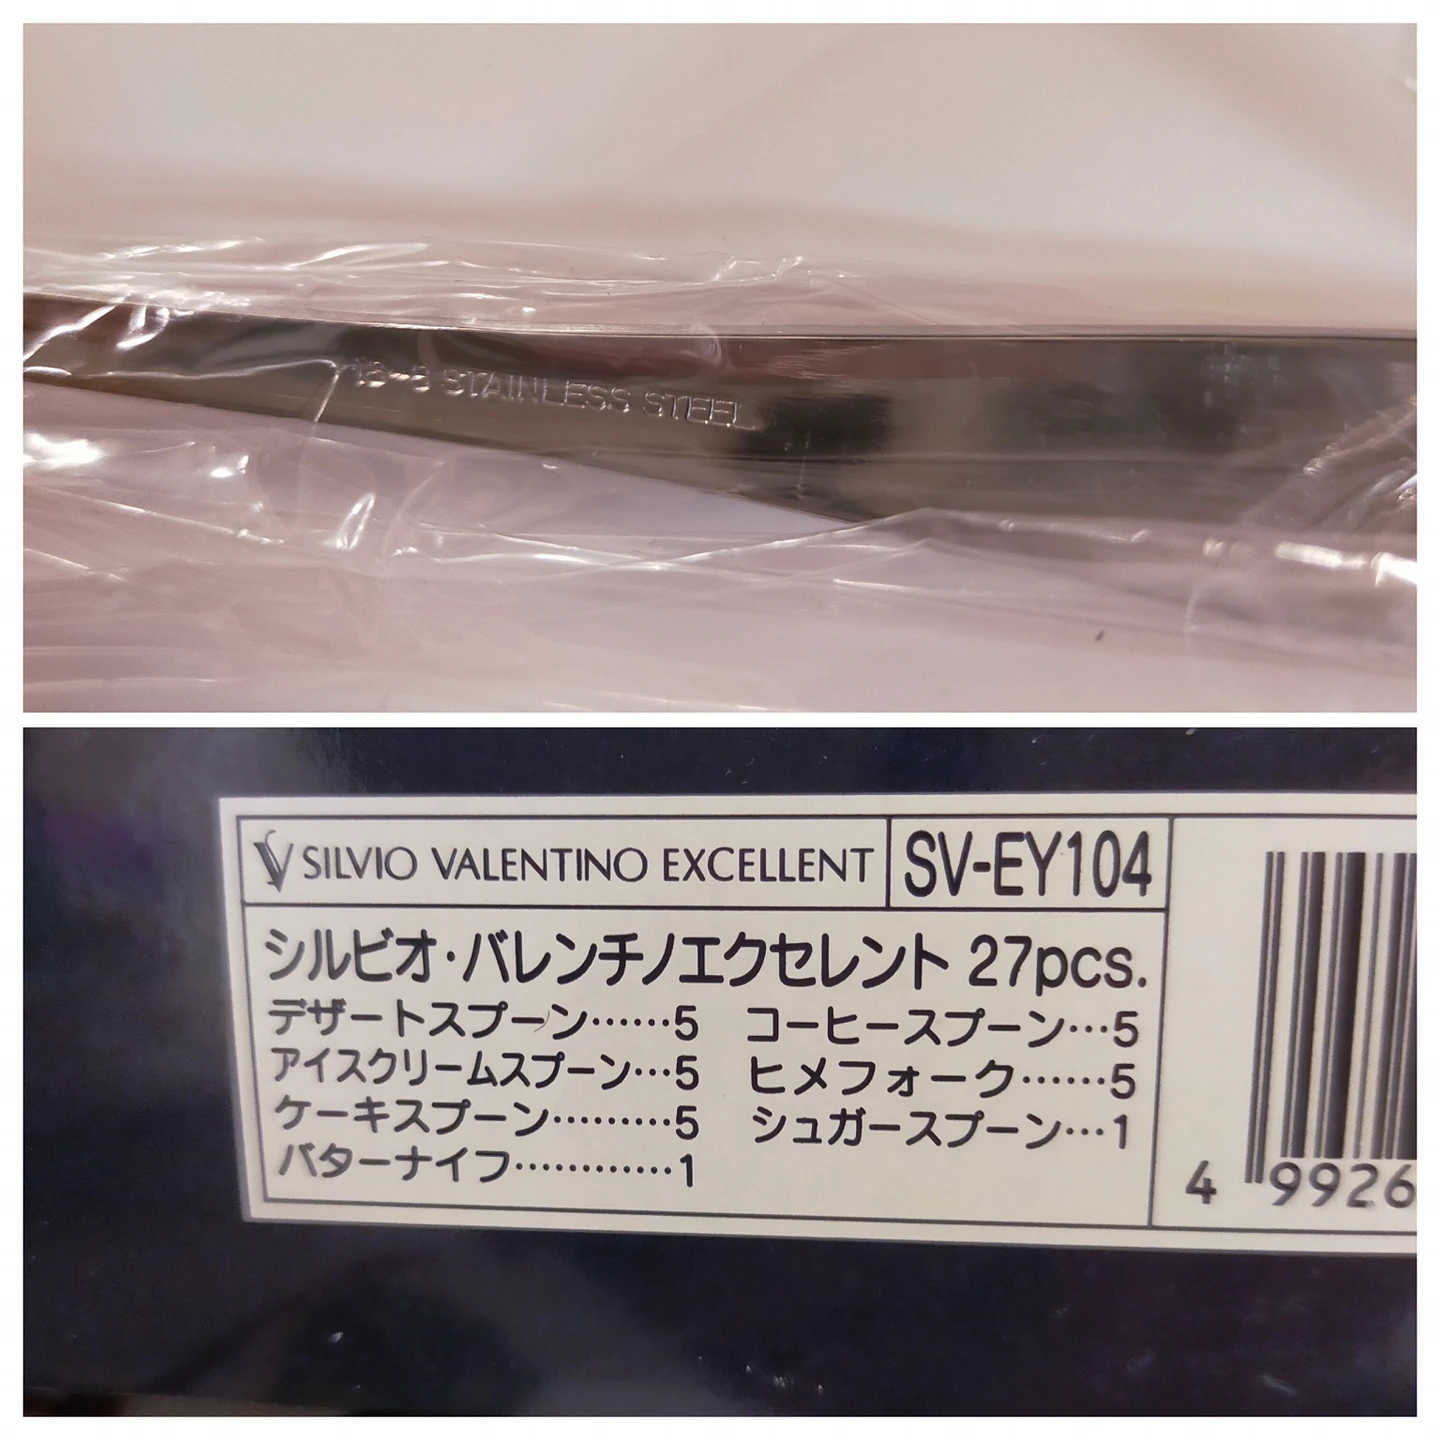 18-8 STAINLESS STEEL
SILVIO VALENTINO EXCELLENT
SV-EY104
シルビオ・バレンチノエクセレント 27pcs.
デザートスプーン……5 コーヒースプーン…5
アイスクリームスプーン…5 ヒメフォーク……5
ケーキスプーン………5 シュガースプーン…1
バターナイフ…………1
4 9926